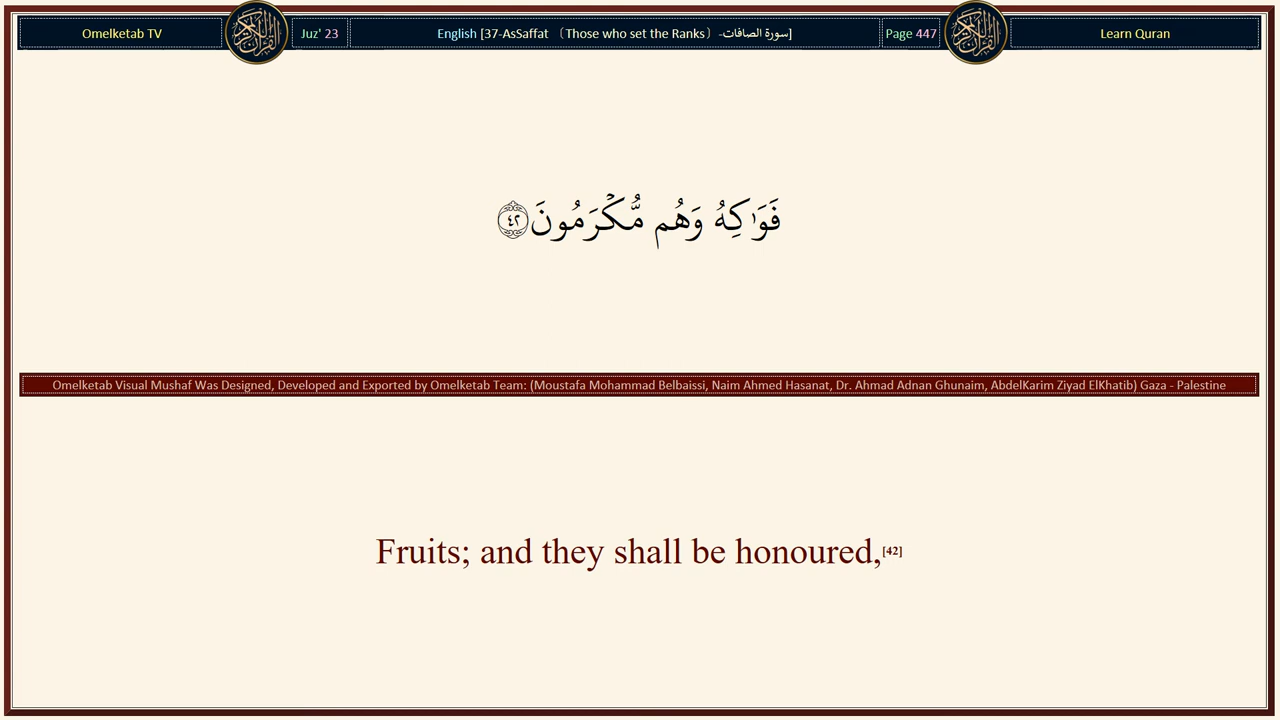 Omelketab TV
Juz' 23
English [37-AsSaffat 〔Those who set the Ranks〕-سورة الصافات]
Page 447
Learn Quran
فَوَٰكِهُ وَهُم مُّكْرَمُونَ ٤٢
Omelketab Visual Mushaf Was Designed, Developed and Exported by Omelketab Team: (Moustafa Mohammad Belbaissi, Naim Ahmed Hasanat, Dr. Ahmad Adnan Ghunaim, AbdelKarim Ziyad ElKhatib) Gaza - Palestine
Fruits; and they shall be honoured,[42]